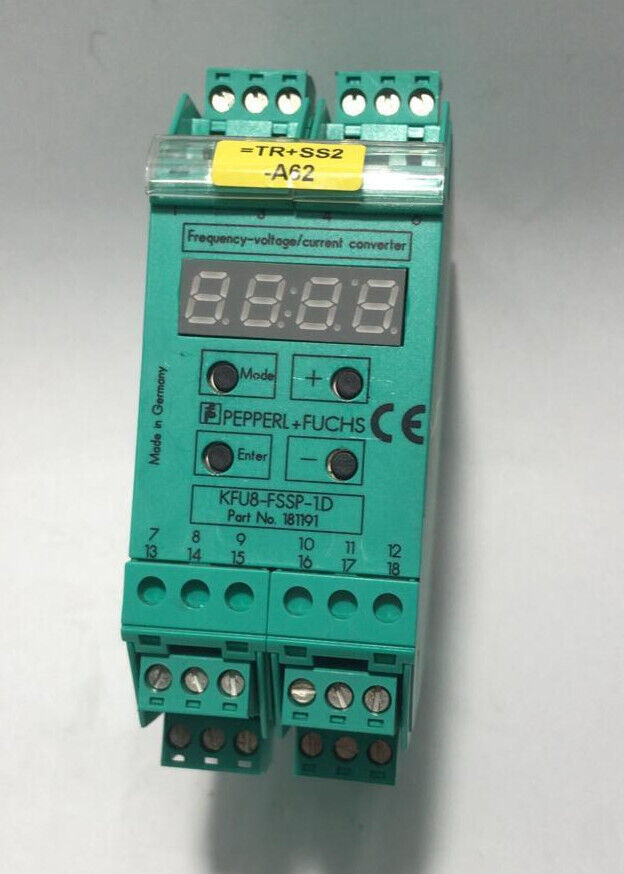 =TR+SS2
-A62
Frequency-voltage/current converter
Mode
+
Made in Germany
PEPPERL+FUCHS CE
Enter
-
KFU8-FSSP-1.D
Part No. 181191
7 8 9 10 11 12
13 14 15 16 17 18